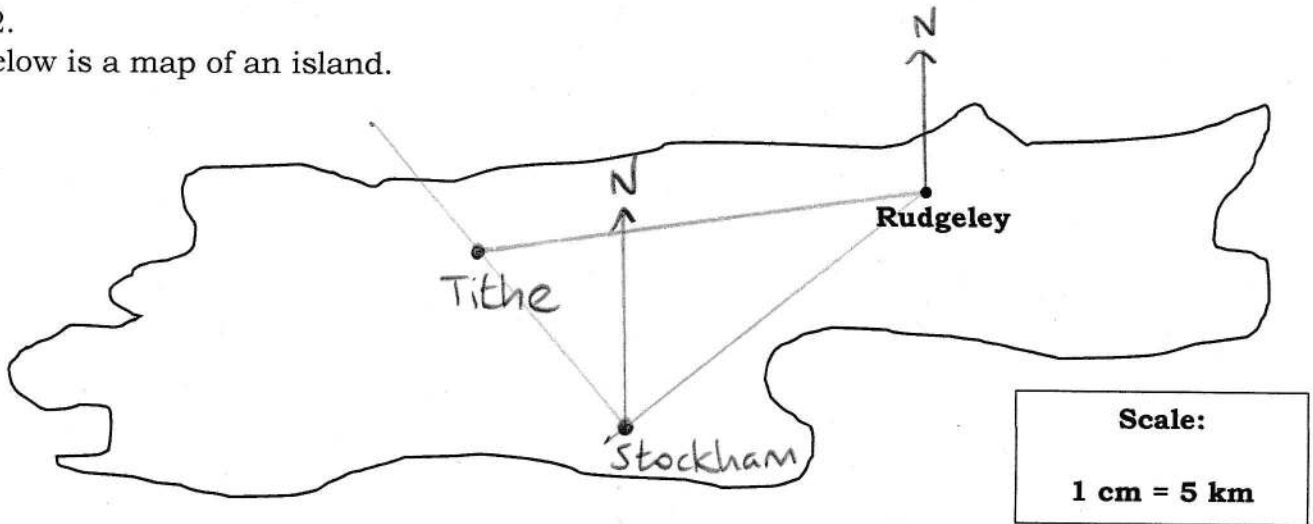 2.
elow is a map of an island.
N
N
Rudgeley
Tithe
Stockham
Scale:
1 cm = 5 km